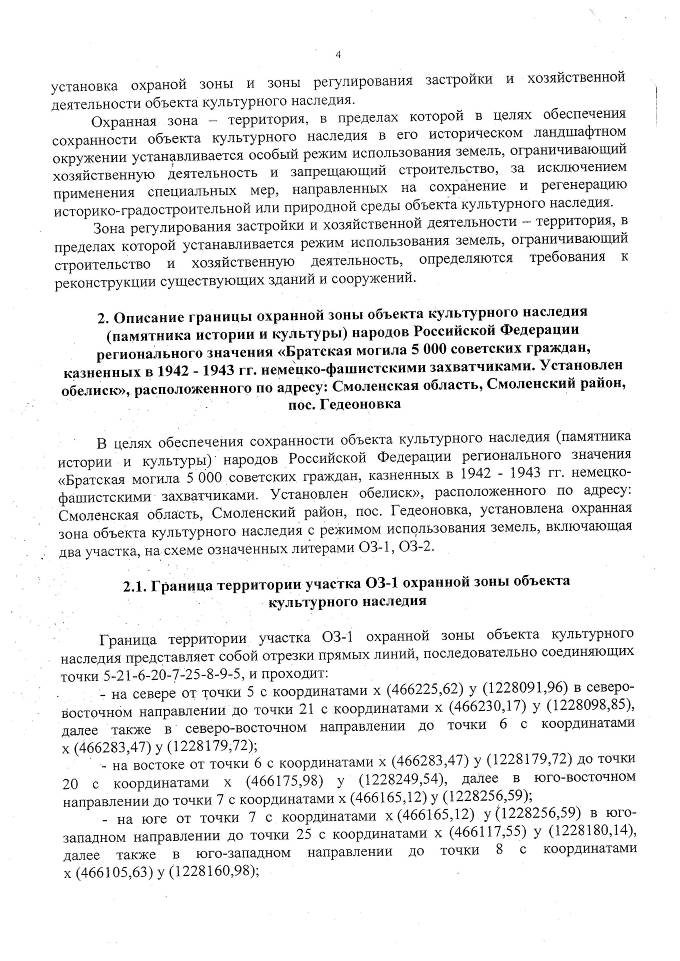 4
установка охраной зоны и зоны регулирования застройки и хозяйственной
деятельности объекта культурного наследия.
Охранная зона – территория, в пределах которой в целях обеспечения
сохранности объекта культурного наследия в его историческом ландшафтном
окружении устанавливается особый режим использования земель, ограничивающий
хозяйственную деятельность и запрещающий строительство, за исключением
применения специальных мер, направленных на сохранение и регенерацию
историко-градостроительной или природной среды объекта культурного наследия.
Зона регулирования застройки и хозяйственной деятельности – территория, в
пределах которой устанавливается режим использования земель, ограничивающий
строительство и хозяйственную деятельность, определяются требования к
реконструкции существующих зданий и сооружений.
2. Описание границы охранной зоны объекта культурного наследия
(памятника истории и культуры) народов Российской Федерации
регионального значения «Братская могила 5 000 советских граждан,
казненных в 1942 - 1943 гг. немецко-фашистскими захватчиками. Установлен
обелиск», расположенного по адресу: Смоленская область, Смоленский район,
пос. Гедеоновка
В целях обеспечения сохранности объекта культурного наследия (памятника
истории и культуры) народов Российской Федерации регионального значения
«Братская могила 5 000 советских граждан, казненных в 1942 - 1943 гг. немецко-
фашистскими захватчиками. Установлен обелиск», расположенного по адресу:
Смоленская область, Смоленский район, пос. Гедеоновка, установлена охранная
зона объекта культурного наследия с режимом использования земель, включающая
два участка, на схеме означенных литерами ОЗ-1, ОЗ-2.
2.1. Граница территории участка ОЗ-1 охранной зоны объекта
культурного наследия
Граница территории участка ОЗ-1 охранной зоны объекта культурного
наследия представляет собой отрезки прямых линий, последовательно соединяющих
точки 5-21-6-20-7-25-8-9-5, и проходит:
- на севере от точки 5 с координатами x (466225,62) y (1228091,96) в северо-
восточном направлении до точки 21 с координатами x (466230,17) y (1228098,85),
далее также в северо-восточном направлении до точки 6 с координатами
x (466283,47) y (1228179,72);
- на востоке от точки 6 с координатами x (466283,47) y (1228179,72) до точки
20 с координатами x (466175,98) y (1228249,54), далее в юго-восточном
направлении до точки 7 с координатами x (466165,12) y (1228256,59);
- на юге от точки 7 с координатами x (466165,12) y (1228256,59) в юго-
западном направлении до точки 25 с координатами x (466117,55) y (1228180,14),
далее также в юго-западном направлении до точки 8 с координатами
x (466105,63) y (1228160,98);